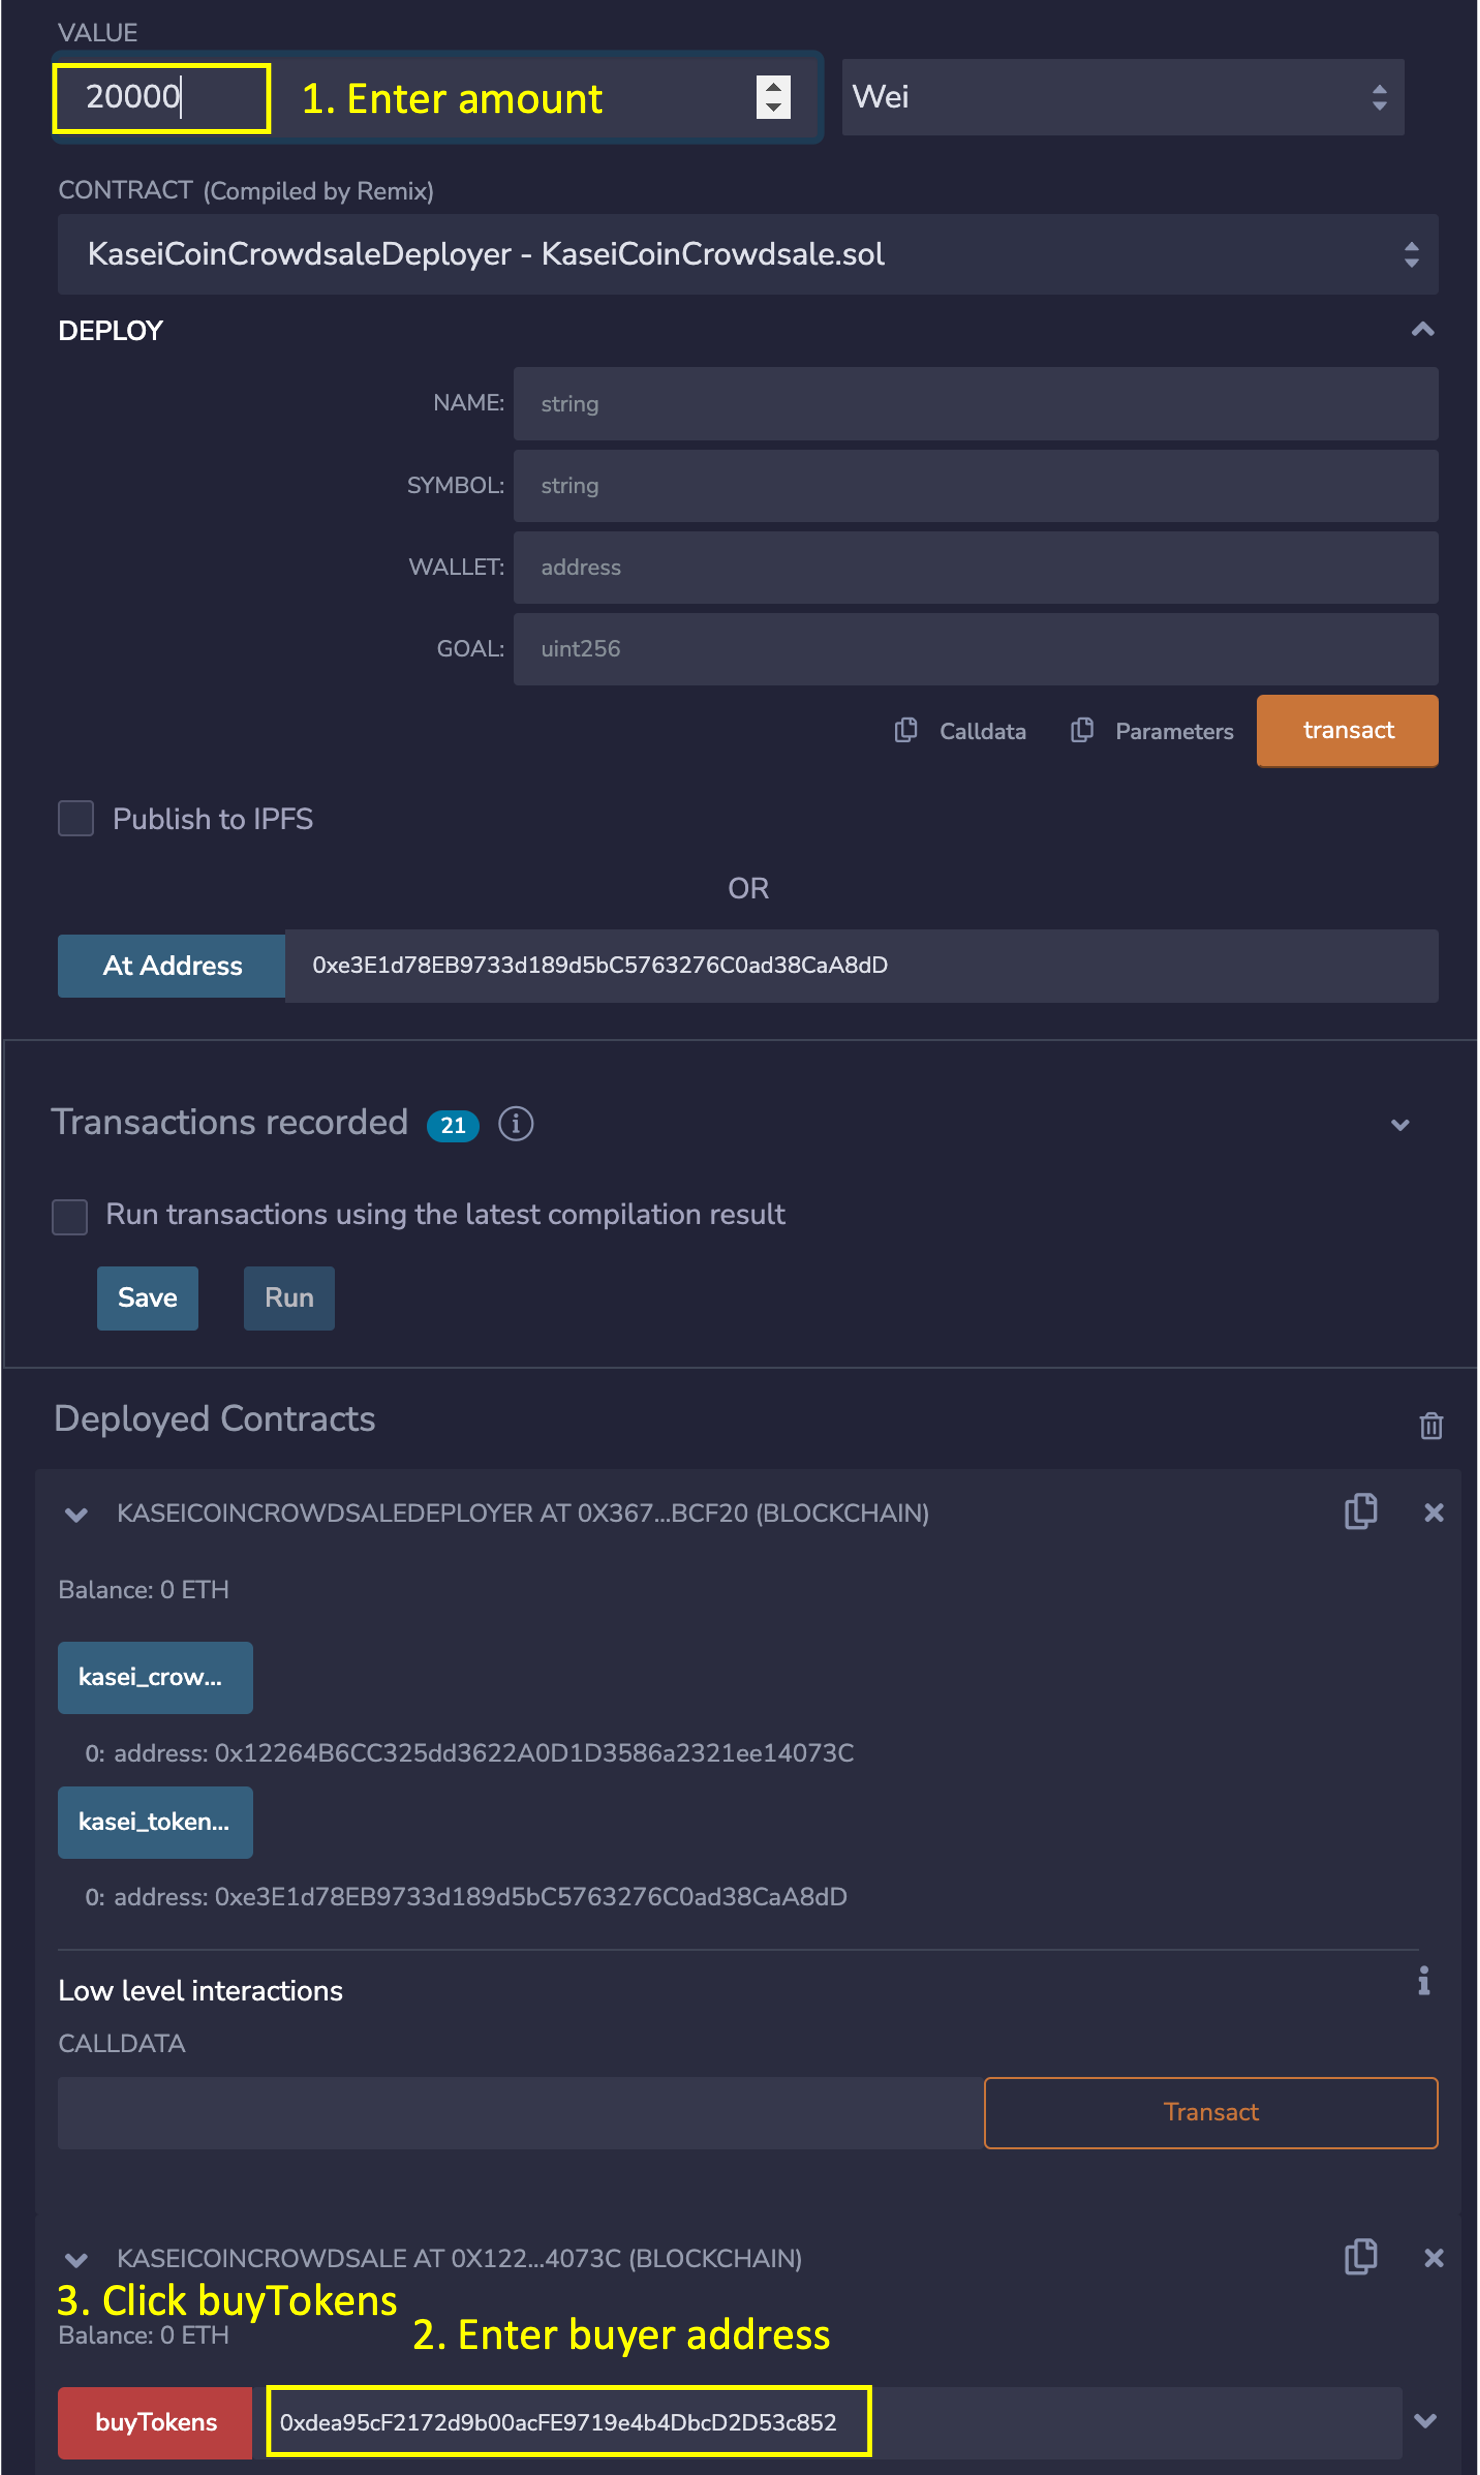 VALUE
20000 1. Enter amount Wei
CONTRACT (Compiled by Remix)
KaseiCoinCrowdsaleDeployer - KaseiCoinCrowdsale.sol
DEPLOY
NAME: string
SYMBOL: string
WALLET: address
GOAL: uint256
Calldata Parameters transact
Publish to IPFS
OR
At Address 0xe3E1d78EB9733d189d5bC5763276C0ad38CaA8dD
Transactions recorded 21 i
Run transactions using the latest compilation result
Save Run
Deployed Contracts
KASEICOINCROWDSALEDEPLOYER AT 0X367...BCF20 (BLOCKCHAIN)
Balance: 0 ETH
kasei_crow...
0: address: 0x12264B6CC325dd3622A0D1D3586a2321ee14073C
kasei_token...
0: address: 0xe3E1d78EB9733d189d5bC5763276C0ad38CaA8dD
Low level interactions i
CALLDATA
Transact
KASEICOINCROWDSALE AT 0X122...4073C (BLOCKCHAIN)
3. Click buyTokens
Balance: 0 ETH
2. Enter buyer address
buyTokens 0xdea95cF2172d9b00acFE9719e4b4DbcD2D53c852